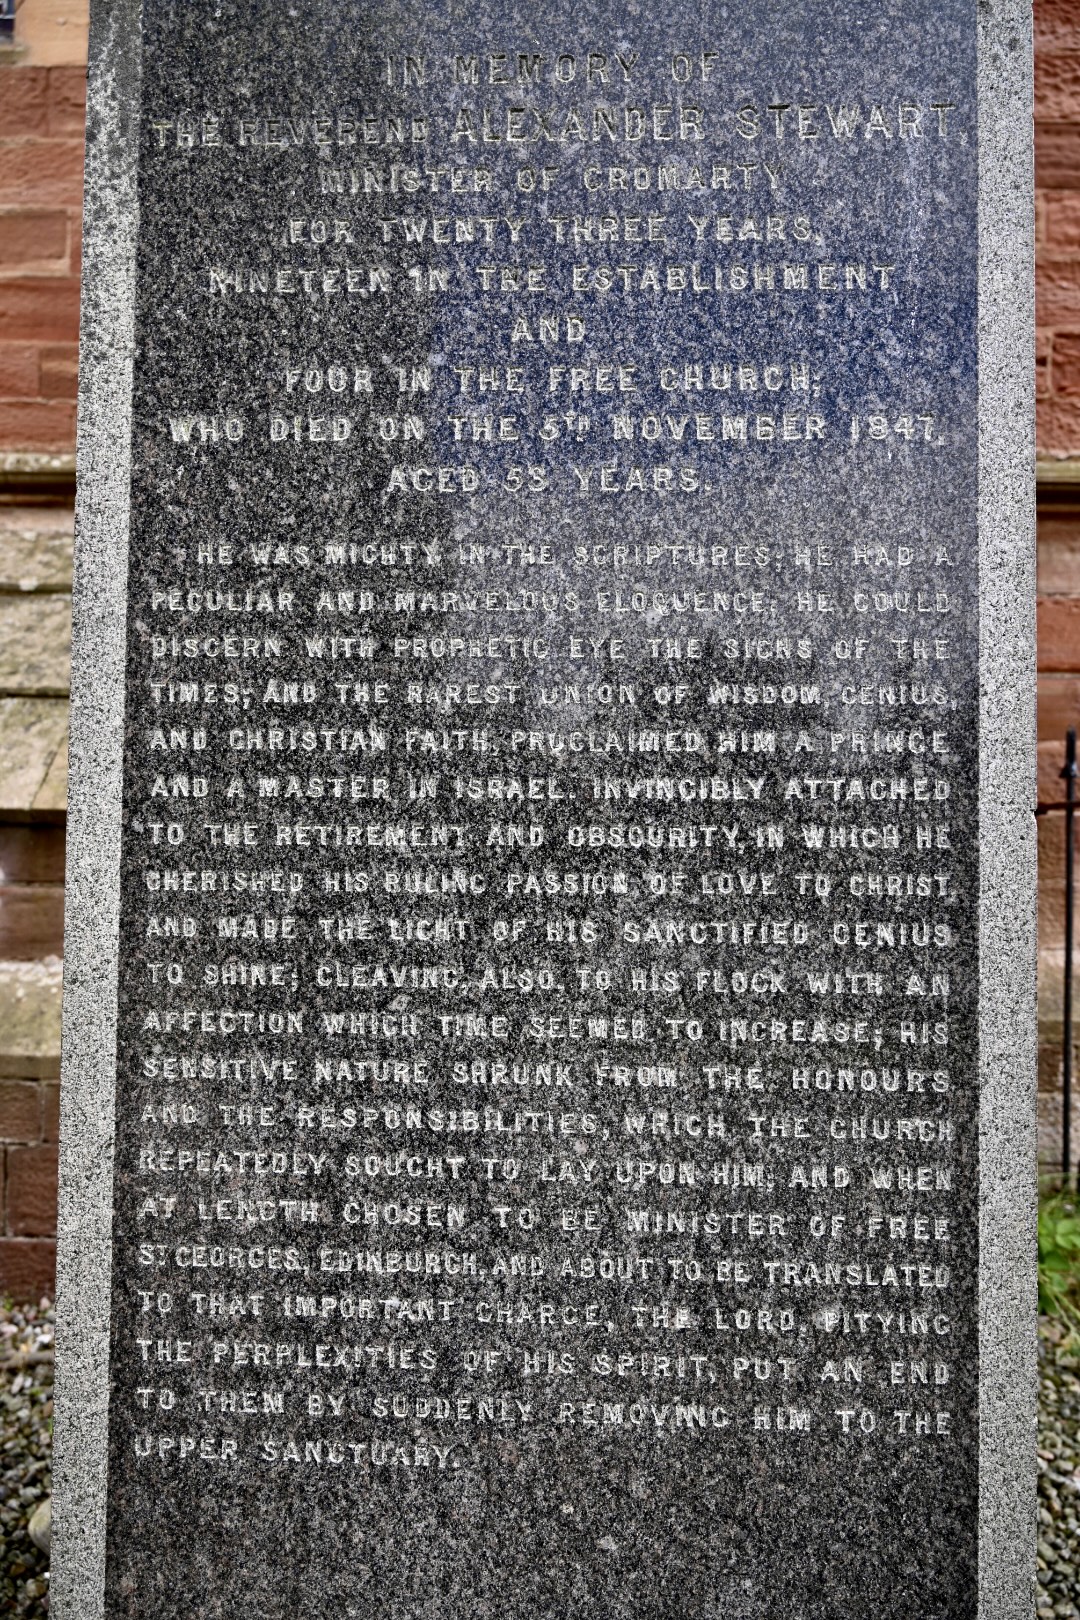 IN MEMORY OF
THE REVEREND ALEXANDER STEWART,
MINISTER OF CROMARTY
FOR TWENTY THREE YEARS,
NINETEEN IN THE ESTABLISHMENT
AND
FOUR IN THE FREE CHURCH;
WHO DIED ON THE 5TH NOVEMBER 1847,
AGED YEARS.
HE WAS MIGHTY IN THE SCRIPTURES; HE HAD A
PECULIAR AND MARVELOUS ELOQUENCE; HE COULD
DISCERN WITH PROPHETIC EYE THE SIGNS OF THE
TIMES; AND THE RAREST UNION OF WISDOM, GENIUS,
AND CHRISTIAN FAITH, PROCLAIMED HIM A PRINCE
AND A MASTER IN ISRAEL. INVINCIBLY ATTACHED
TO THE RETIREMENT AND OBSCURITY, IN WHICH HE
CHERISHED HIS RULING PASSION OF LOVE TO CHRIST,
AND MADE THE LIGHT OF HIS SANCTIFIED GENIUS
TO SHINE; CLEAVING, ALSO, TO HIS FLOCK WITH AN
AFFECTION WHICH TIME SEEMED TO INCREASE; HIS
SENSITIVE NATURE SHRUNK FROM THE HONOURS
AND THE RESPONSIBILITIES, WHICH THE CHURCH
REPEATEDLY SOUGHT TO LAY UPON HIM; AND WHEN
AT LENGTH CHOSEN TO BE MINISTER OF FREE
ST GEORGES, EDINBURGH, AND ABOUT TO BE TRANSLATED
TO THAT IMPORTANT CHARGE, THE LORD, PITYING
THE PERPLEXITIES OF HIS SPIRIT, PUT AN END
TO THEM BY SUDDENLY REMOVING HIM TO THE
UPPER SANCTUARY.